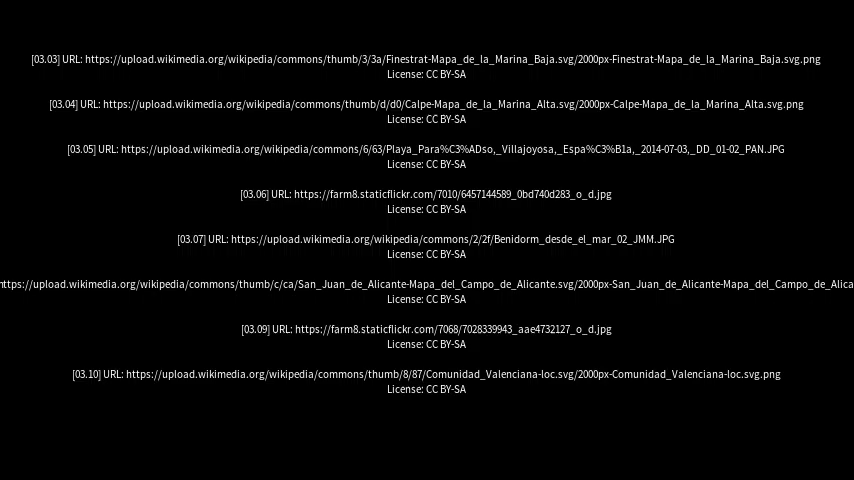 [03.03] URL: https://upload.wikimedia.org/wikipedia/commons/thumb/3/3a/Finestrat-Mapa_de_la_Marina_Baja.svg/2000px-Finestrat-Mapa_de_la_Marina_Baja.svg.png
License: CC BY-SA
[03.04] URL: https://upload.wikimedia.org/wikipedia/commons/thumb/d/d0/Calpe-Mapa_de_la_Marina_Alta.svg/2000px-Calpe-Mapa_de_la_Marina_Alta.svg.png
License: CC BY-SA
[03.05] URL: https://upload.wikimedia.org/wikipedia/commons/6/63/Playa_Para%C3%ADso,_Villajoyosa,_Espa%C3%B1a,_2014-07-03,_DD_01-02_PAN.JPG
License: CC BY-SA
[03.06] URL: https://farm8.staticflickr.com/7010/6457144589_0bd740d283_o_d.jpg
License: CC BY-SA
[03.07] URL: https://upload.wikimedia.org/wikipedia/commons/2/2f/Benidorm_desde_el_mar_02_JMM.JPG
License: CC BY-SA
https://upload.wikimedia.org/wikipedia/commons/thumb/c/ca/San_Juan_de_Alicante-Mapa_del_Campo_de_Alicante.svg/2000px-San_Juan_de_Alicante-Mapa_del_Campo_de_Alica
License: CC BY-SA
[03.09] URL: https://farm8.staticflickr.com/7068/7028339943_aae4732127_o_d.jpg
License: CC BY-SA
[03.10] URL: https://upload.wikimedia.org/wikipedia/commons/thumb/8/87/Comunidad_Valenciana-loc.svg/2000px-Comunidad_Valenciana-loc.svg.png
License: CC BY-SA